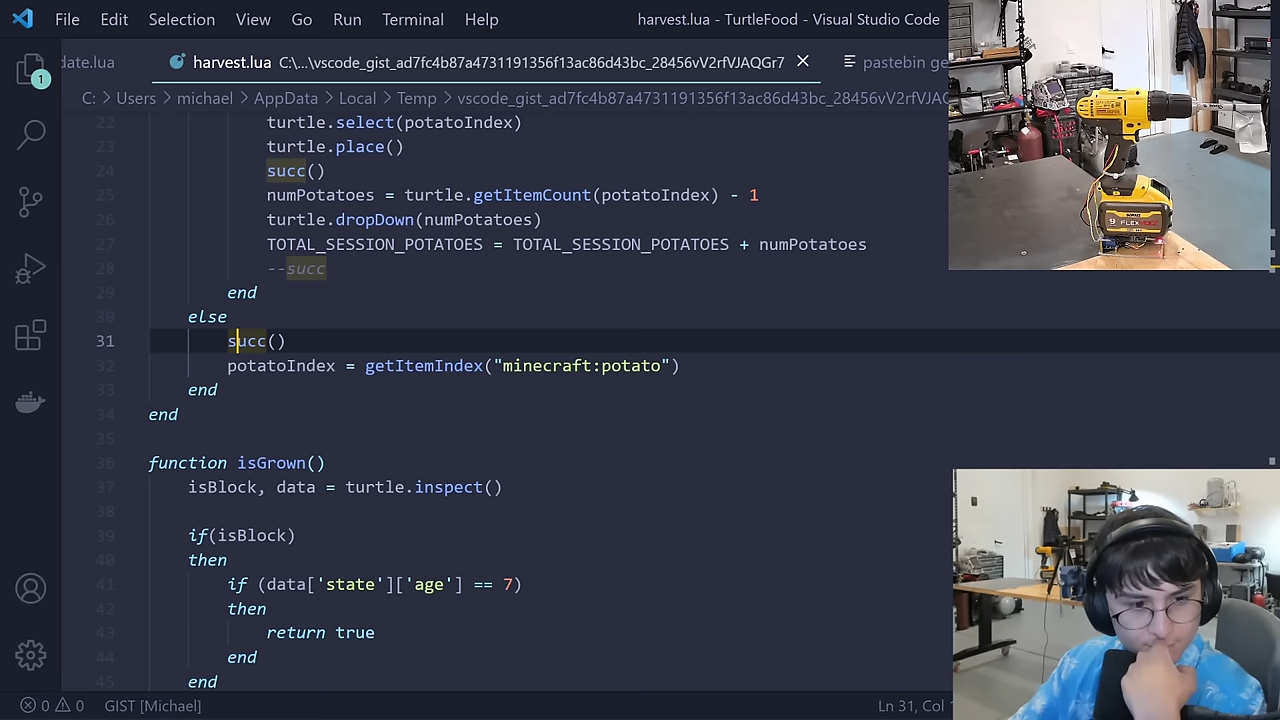 File Edit Selection View Go Run Terminal Help harvest.lua - TurtleFood - Visual Studio Code
date.lua harvest.lua C:\...\vscode_gist_ad7fc4b87a4731191356f13ac86d43bc_28456vV2rfVJAQGr7 pastebin ge
C: > Users > michael > AppData > Local > Temp > vscode_gist_ad7fc4b87a4731191356f13ac86d43bc_28456vV2rfVJAQ
22 turtle.select(potatoIndex)
23 turtle.place()
24 succ()
25 numPotatoes = turtle.getItemCount(potatoIndex) - 1
26 turtle.dropDown(numPotatoes)
27 TOTAL_SESSION_POTATOES = TOTAL_SESSION_POTATOES + numPotatoes
28 --succ
29 end
30 else
31 succ()
32 potatoIndex = getItemIndex("minecraft:potato")
33 end
34 end
35
36 function isGrown()
37 isBlock, data = turtle.inspect()
38
39 if(isBlock)
40 then
41 if (data['state']['age'] == 7)
42 then
43 return true
44 end
45 end
1
0 0 GIST [Michael] Ln 31, Col
DEWALT
9 FLEXVOLT